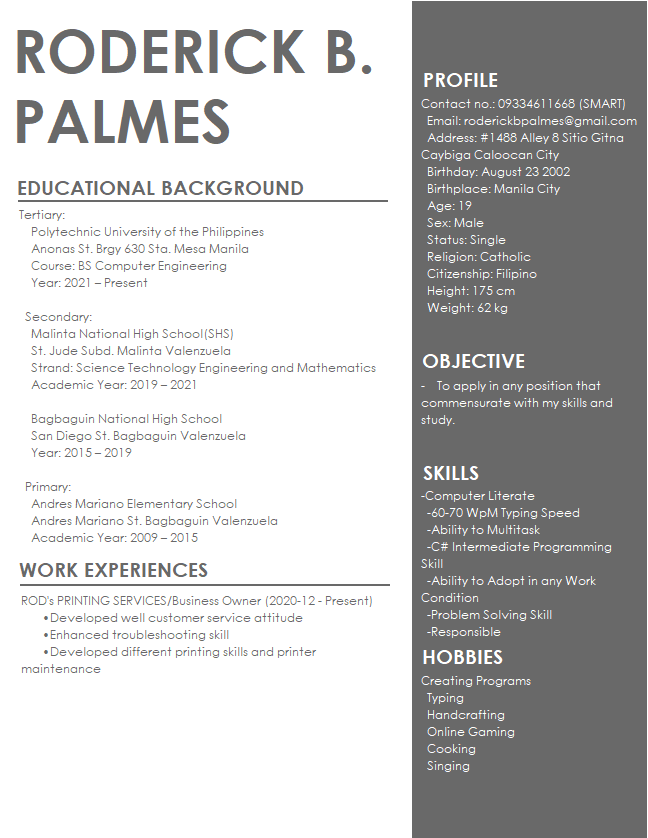 RODERICK B.
PALMES
EDUCATIONAL BACKGROUND
Tertiary:
Polytechnic University of the Philippines
Anonas St. Brgy 630 Sta. Mesa Manila
Course: BS Computer Engineering
Year: 2021 – Present
Secondary:
Malinta National High School(SHS)
St. Jude Subd. Malinta Valenzuela
Strand: Science Technology Engineering and Mathematics
Academic Year: 2019 – 2021
Bagbaguin National High School
San Diego St. Bagbaguin Valenzuela
Year: 2015 – 2019
Primary:
Andres Mariano Elementary School
Andres Mariano St. Bagbaguin Valenzuela
Academic Year: 2009 – 2015
WORK EXPERIENCES
ROD's PRINTING SERVICES/Business Owner (2020-12 - Present)
•Developed well customer service attitude
•Enhanced troubleshooting skill
•Developed different printing skills and printer
maintenance
PROFILE
Contact no.: 09334611668 (SMART)
Email: roderickbpalmes@gmail.com
Address: #1488 Alley 8 Sitio Gitna
Caybiga Caloocan City
Birthday: August 23 2002
Birthplace: Manila City
Age: 19
Sex: Male
Status: Single
Religion: Catholic
Citizenship: Filipino
Height: 175 cm
Weight: 62 kg
OBJECTIVE
- To apply in any position that
commensurate with my skills and
study.
SKILLS
-Computer Literate
-60-70 WpM Typing Speed
-Ability to Multitask
-C# Intermediate Programming
Skill
-Ability to Adopt in any Work
Condition
-Problem Solving Skill
-Responsible
HOBBIES
Creating Programs
Typing
Handcrafting
Online Gaming
Cooking
Singing